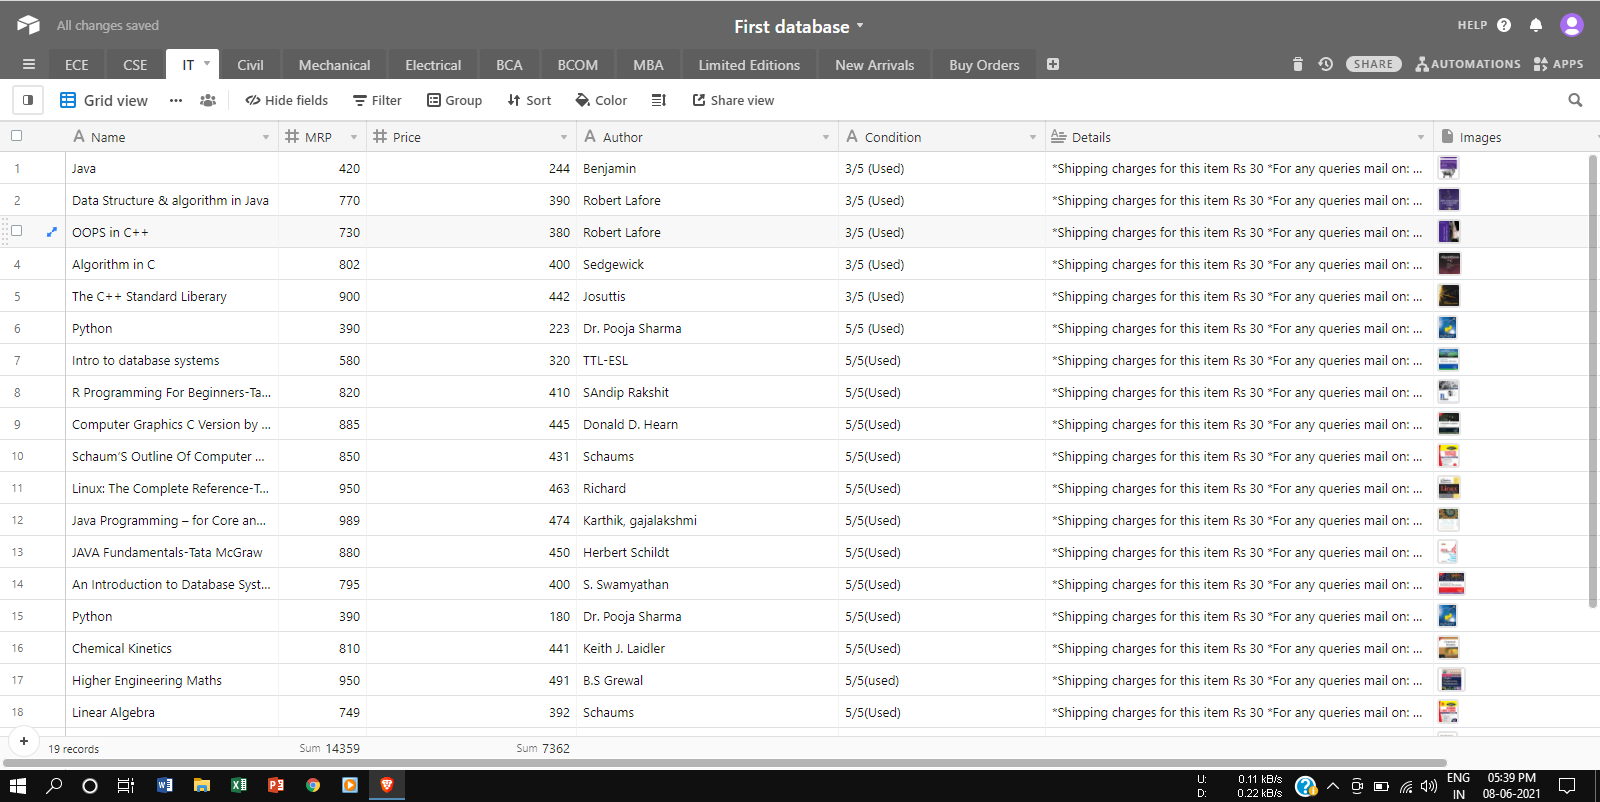 All changes saved
First database
HELP
ECE CSE IT Civil Mechanical Electrical BCA BCOM MBA Limited Editions New Arrivals Buy Orders SHARE AUTOMATIONS APPS
Grid view Hide fields Filter Group Sort Color Share view
Name MRP Price Author Condition Details Images
1 Java 420 244 Benjamin 3/5 (Used) *Shipping charges for this item Rs 30 *For any queries mail on: ...
2 Data Structure & algorithm in Java 770 390 Robert Lafore 3/5 (Used) *Shipping charges for this item Rs 30 *For any queries mail on: ...
OOPS in C++ 730 380 Robert Lafore 3/5 (Used) *Shipping charges for this item Rs 30 *For any queries mail on: ...
4 Algorithm in C 802 400 Sedgewick 3/5 (Used) *Shipping charges for this item Rs 30 *For any queries mail on: ...
5 The C++ Standard Liberary 900 442 Josuttis 3/5 (Used) *Shipping charges for this item Rs 30 *For any queries mail on: ...
6 Python 390 223 Dr. Pooja Sharma 5/5 (Used) *Shipping charges for this item Rs 30 *For any queries mail on: ...
7 Intro to database systems 580 320 TTL-ESL 5/5(Used) *Shipping charges for this item Rs 30 *For any queries mail on: ...
8 R Programming For Beginners-Ta... 820 410 SAndip Rakshit 5/5(Used) *Shipping charges for this item Rs 30 *For any queries mail on: ...
9 Computer Graphics C Version by ... 885 445 Donald D. Hearn 5/5(Used) *Shipping charges for this item Rs 30 *For any queries mail on: ...
10 Schaum'S Outline Of Computer ... 850 431 Schaums 5/5(Used) *Shipping charges for this item Rs 30 *For any queries mail on: ...
11 Linux: The Complete Reference-T... 950 463 Richard 5/5(Used) *Shipping charges for this item Rs 30 *For any queries mail on: ...
12 Java Programming – for Core an... 989 474 Karthik, gajalakshmi 5/5(Used) *Shipping charges for this item Rs 30 *For any queries mail on: ...
13 JAVA Fundamentals-Tata McGraw 880 450 Herbert Schildt 5/5(Used) *Shipping charges for this item Rs 30 *For any queries mail on: ...
14 An Introduction to Database Syst... 795 400 S. Swamyathan 5/5(Used) *Shipping charges for this item Rs 30 *For any queries mail on: ...
15 Python 390 180 Dr. Pooja Sharma 5/5(Used) *Shipping charges for this item Rs 30 *For any queries mail on: ...
16 Chemical Kinetics 810 441 Keith J. Laidler 5/5(Used) *Shipping charges for this item Rs 30 *For any queries mail on: ...
17 Higher Engineering Maths 950 491 B.S Grewal 5/5(used) *Shipping charges for this item Rs 30 *For any queries mail on: ...
18 Linear Algebra 749 392 Schaums 5/5(Used) *Shipping charges for this item Rs 30 *For any queries mail on: ...
19 records Sum 14359 Sum 7362
U: 0.11 kB/s
D: 0.22 kB/s
ENG
IN
05:39 PM
08-06-2021